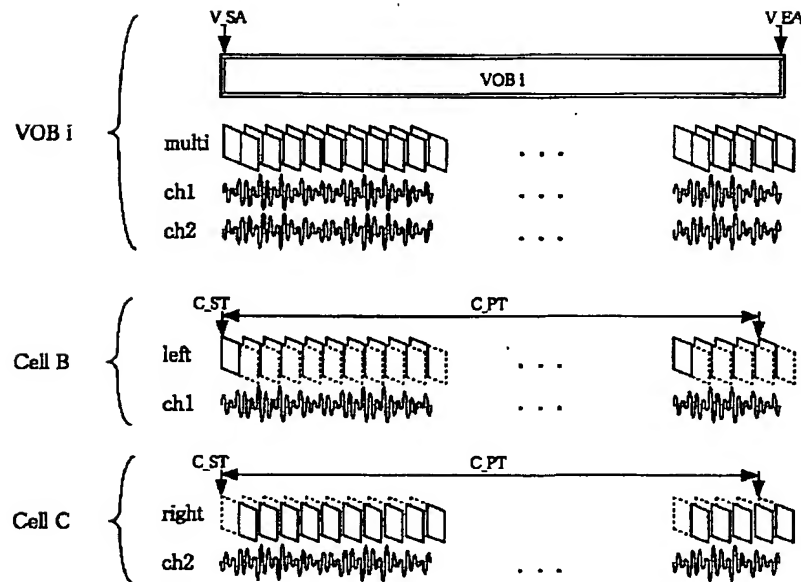 V_SA V_EA
VOB i
VOB i
multi
. . .
ch1
. . .
ch2
. . .
C_ST C_PT
Cell B
left
. . .
ch1
. . .
C_ST C_PT
Cell C
right
. . .
ch2
. . .